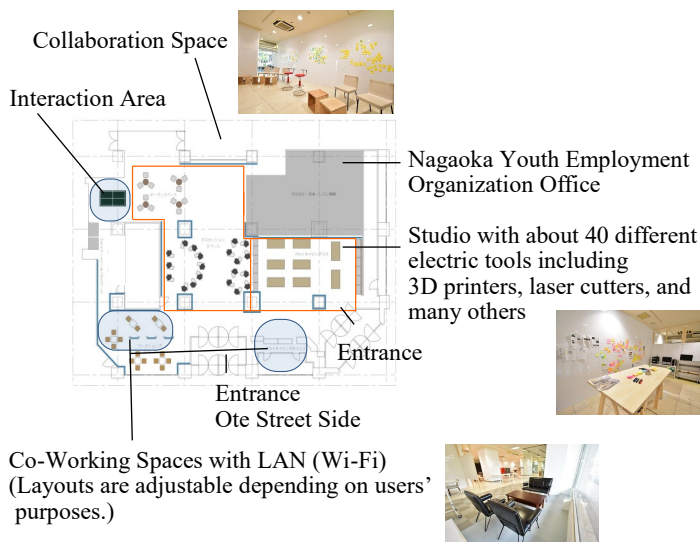 Collaboration Space
Interaction Area
Nagaoka Youth Employment
Organization Office
Studio with about 40 different
electric tools including
3D printers, laser cutters, and
many others
Entrance
Entrance
Ote Street Side
Co-Working Spaces with LAN (Wi-Fi)
(Layouts are adjustable depending on users’
purposes.)